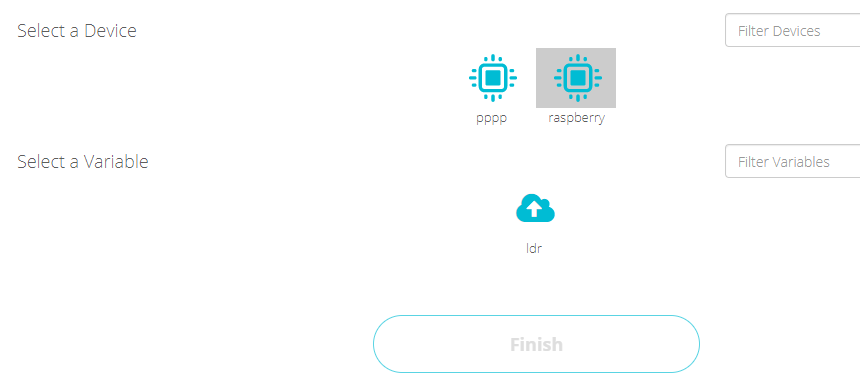 Select a Device
Filter Devices
pppp
raspberry
Select a Variable
Filter Variables
ldr
Finish